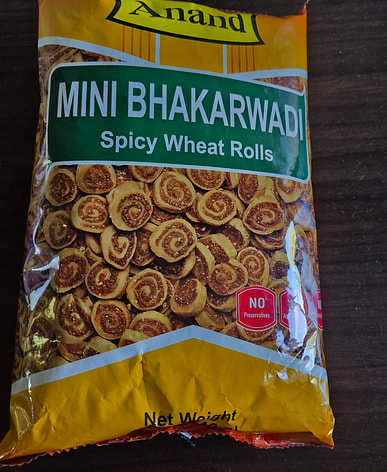 Anand
MINI BHAKARWADI
Spicy Wheat Rolls
NO
Preservatives
Net Weight